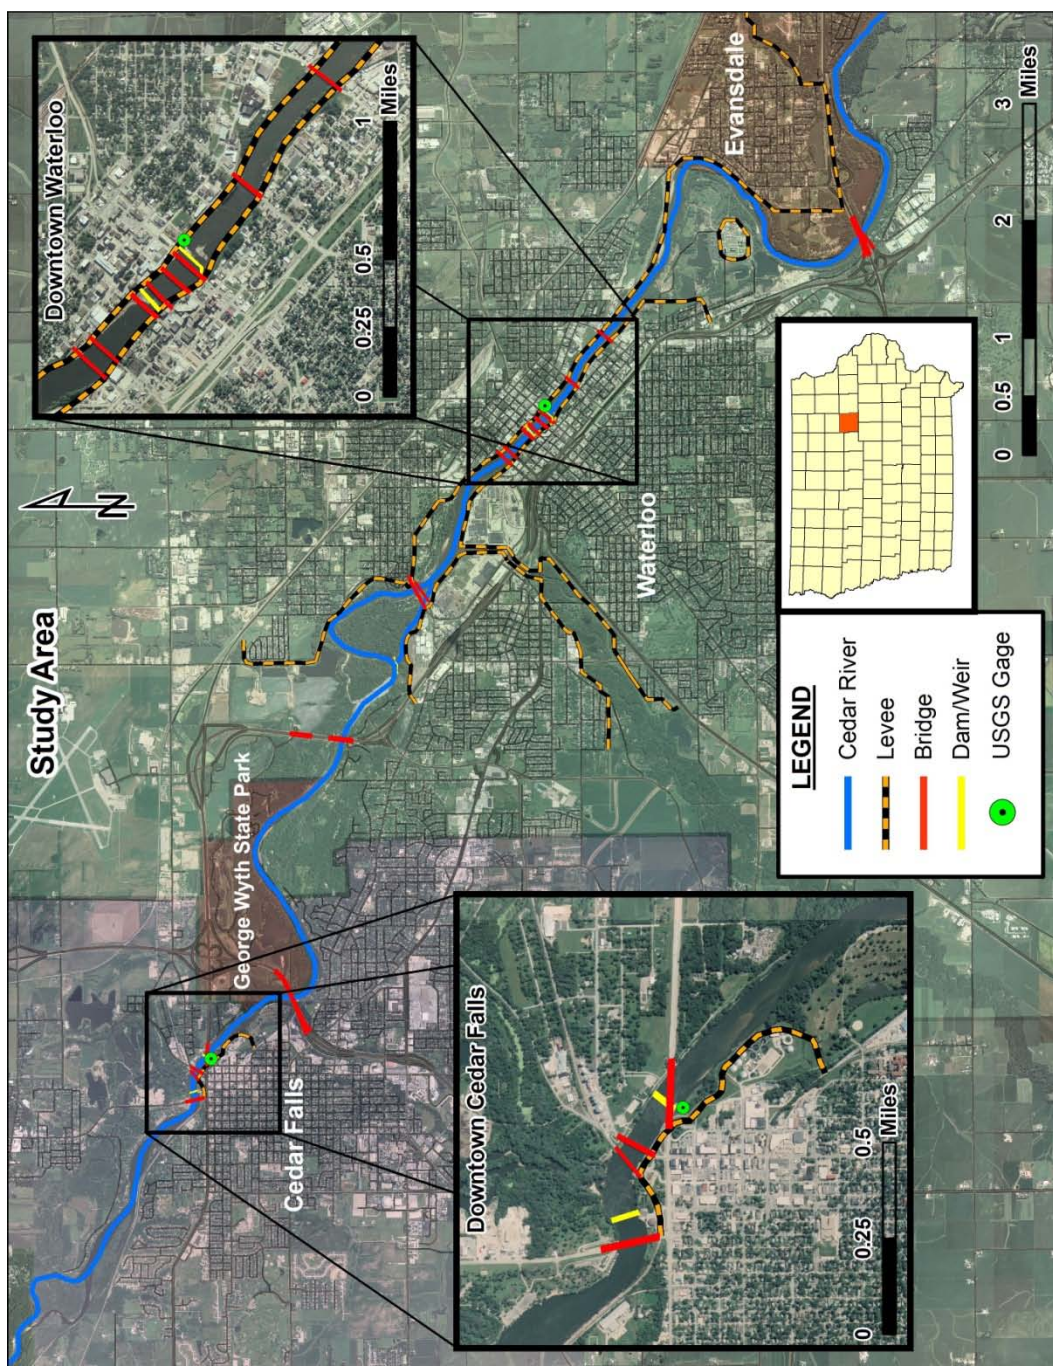 Study Area
N
Downtown Waterloo
0 0.25 0.5 1
Miles
George Wyth State Park
Cedar Falls
Waterloo
Evansdale
Downtown Cedar Falls
0 0.25 0.5
Miles
LEGEND
Cedar River
Levee
Bridge
Dam/Weir
USGS Gage
0 0.5 1 2 3
Miles